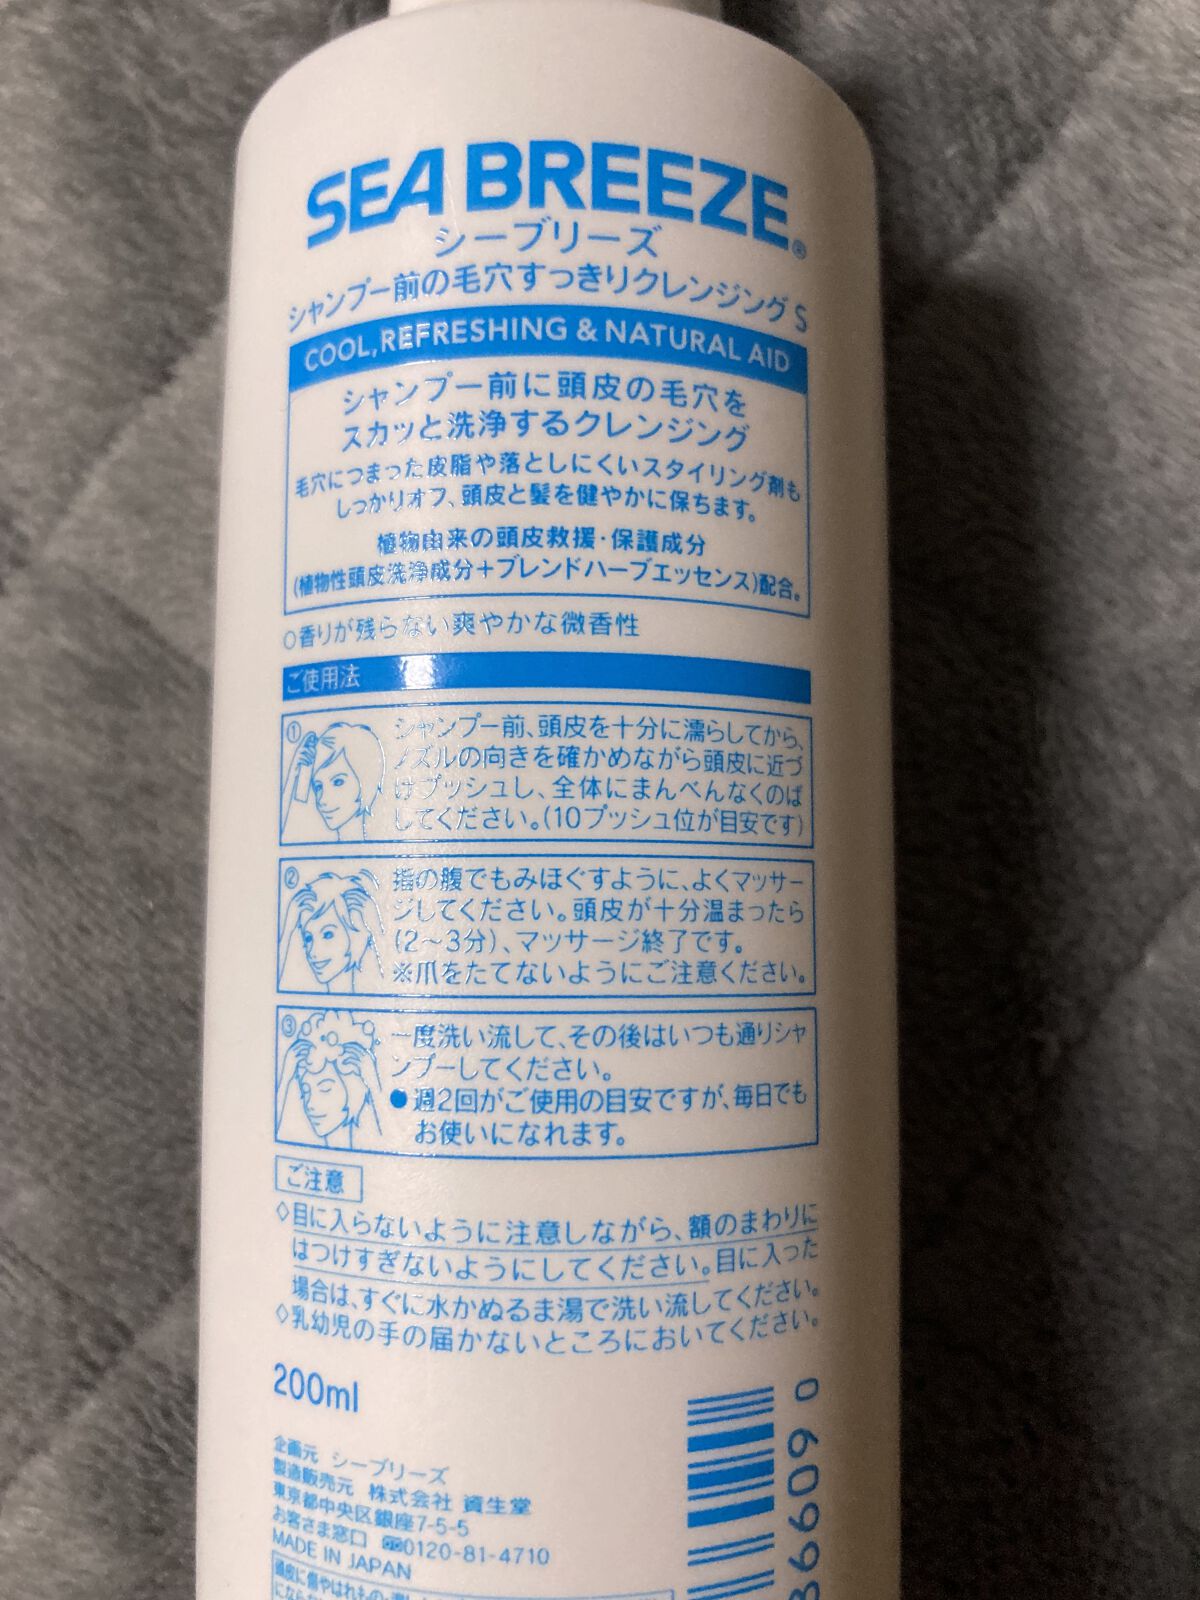 SEA BREEZE®
シーブリーズ
シャンプー前の毛穴すっきりクレンジング S
COOL, REFRESHING & NATURAL AID
シャンプー前に頭皮の毛穴を
スカッと洗浄するクレンジング
毛穴につまった皮脂や落としにくいスタイリング剤も
しっかりオフ、頭皮と髪を健やかに保ちます。
植物由来の頭皮救援・保護成分
(植物性頭皮洗浄成分+ブレンドハーブエッセンス)配合。
○香りが残らない爽やかな微香性
ご使用法
①
シャンプー前、頭皮を十分に濡らしてから、
ノズルの向きを確かめながら頭皮に近づ
けプッシュし、全体にまんべんなくのば
してください。(10プッシュ位が目安です)
②
指の腹でもみほぐすように、よくマッサー
ジしてください。頭皮が十分温まったら
(2～3分)、マッサージ終了です。
※爪をたてないようにご注意ください。
③
一度洗い流して、その後はいつも通りシャ
ンプーしてください。
●週2回がご使用の目安ですが、毎日でも
お使いになれます。
ご注意
◇目に入らないように注意しながら、額のまわりに
はつけすぎないようにしてください。目に入った
場合は、すぐに水かぬるま湯で洗い流してください。
◇乳幼児の手の届かないところにおいてください。
200ml
企画元 シーブリーズ
製造販売元 株式会社 資生堂
東京都中央区銀座7-5-5
お客さま窓口 0120-81-4710
MADE IN JAPAN
頭皮に傷やはれもの・
86609 0